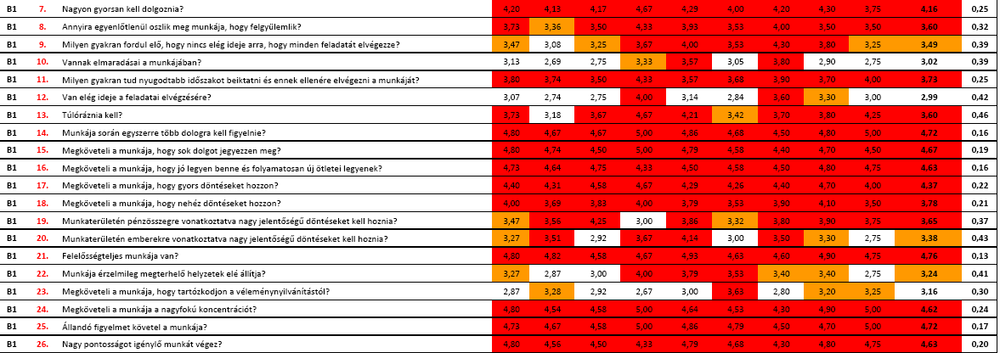 B1 7. Nagyon gyorsan kell dolgoznia? 4,20 4,13 4,17 4,67 4,29 4,00 4,20 4,30 3,75 4,16 0,25
B1 8. Annyira egyenlőtlenül oszlik meg munkája, hogy felgyülemlik? 3,73 3,36 3,50 4,33 3,93 3,53 4,00 3,50 3,50 3,60 0,32
B1 9. Milyen gyakran fordul elő, hogy nincs elég ideje arra, hogy minden feladatát elvégezze? 3,47 3,08 3,25 3,67 4,00 3,53 4,30 3,80 3,25 3,49 0,39
B1 10. Vannak elmaradásai a munkájában? 3,13 2,69 2,75 3,33 3,57 3,05 3,80 2,90 2,75 3,02 0,39
B1 11. Milyen gyakran tud nyugodtabb időszakot beiktatni és ennek ellenére elvégezni a munkáját? 3,80 3,74 3,50 4,33 3,57 3,68 3,90 3,70 4,00 3,73 0,25
B1 12. Van elég ideje a feladatai elvégzésére? 3,07 2,74 2,75 4,00 3,14 2,84 3,60 3,30 3,00 2,99 0,42
B1 13. Túlóráznia kell? 3,73 3,18 3,67 4,67 4,21 3,42 3,70 3,80 4,25 3,60 0,46
B1 14. Munkája során egyszerre több dologra kell figyelnie? 4,80 4,67 4,67 5,00 4,86 4,68 4,50 4,80 5,00 4,72 0,16
B1 15. Megköveteli a munkája, hogy sok dolgot jegyezzen meg? 4,80 4,74 4,50 5,00 4,79 4,58 4,40 4,70 4,50 4,67 0,19
B1 16. Megköveteli a munkája, hogy jó legyen benne és folyamatosan új ötletei legyenek? 4,73 4,64 4,75 4,33 4,50 4,58 4,50 4,80 4,75 4,63 0,16
B1 17. Megköveteli a munkája, hogy gyors döntéseket hozzon? 4,40 4,31 4,58 4,67 4,29 4,26 4,40 4,70 4,00 4,37 0,22
B1 18. Megköveteli a munkája, hogy nehéz döntéseket hozzon? 4,00 3,69 3,83 4,00 3,79 3,53 3,90 4,10 3,50 3,78 0,21
B1 19. Munkaterületén pénzösszegre vonatkoztatva nagy jelentőségű döntéseket kell hoznia? 3,47 3,56 4,25 3,00 3,86 3,32 3,80 3,90 3,75 3,65 0,37
B1 20. Munkaterületén emberekre vonatkoztatva nagy jelentőségű döntéseket kell hoznia? 3,27 3,51 2,92 3,67 4,14 3,00 3,50 3,30 2,75 3,38 0,43
B1 21. Felelősségteljes munkája van? 4,80 4,82 4,58 4,67 4,93 4,63 4,60 4,90 4,75 4,76 0,13
B1 22. Munkája érzelmileg megterhelő helyzetek elé állítja? 3,27 2,87 3,00 4,00 3,79 3,53 3,40 3,40 2,75 3,24 0,41
B1 23. Megköveteli a munkája, hogy tartózkodjon a véleménynyilvánítástól? 2,87 3,28 2,92 2,67 3,00 3,63 2,80 3,20 3,25 3,16 0,30
B1 24. Megköveteli a munkája a nagyfokú koncentrációt? 4,80 4,54 4,58 5,00 4,64 4,53 4,30 4,90 5,00 4,62 0,24
B1 25. Állandó figyelmet követel a munkája? 4,73 4,67 4,58 5,00 4,86 4,79 4,50 4,70 5,00 4,72 0,17
B1 26. Nagy pontosságot igénylő munkát végez? 4,80 4,56 4,50 4,33 4,79 4,68 4,30 4,80 4,75 4,63 0,20